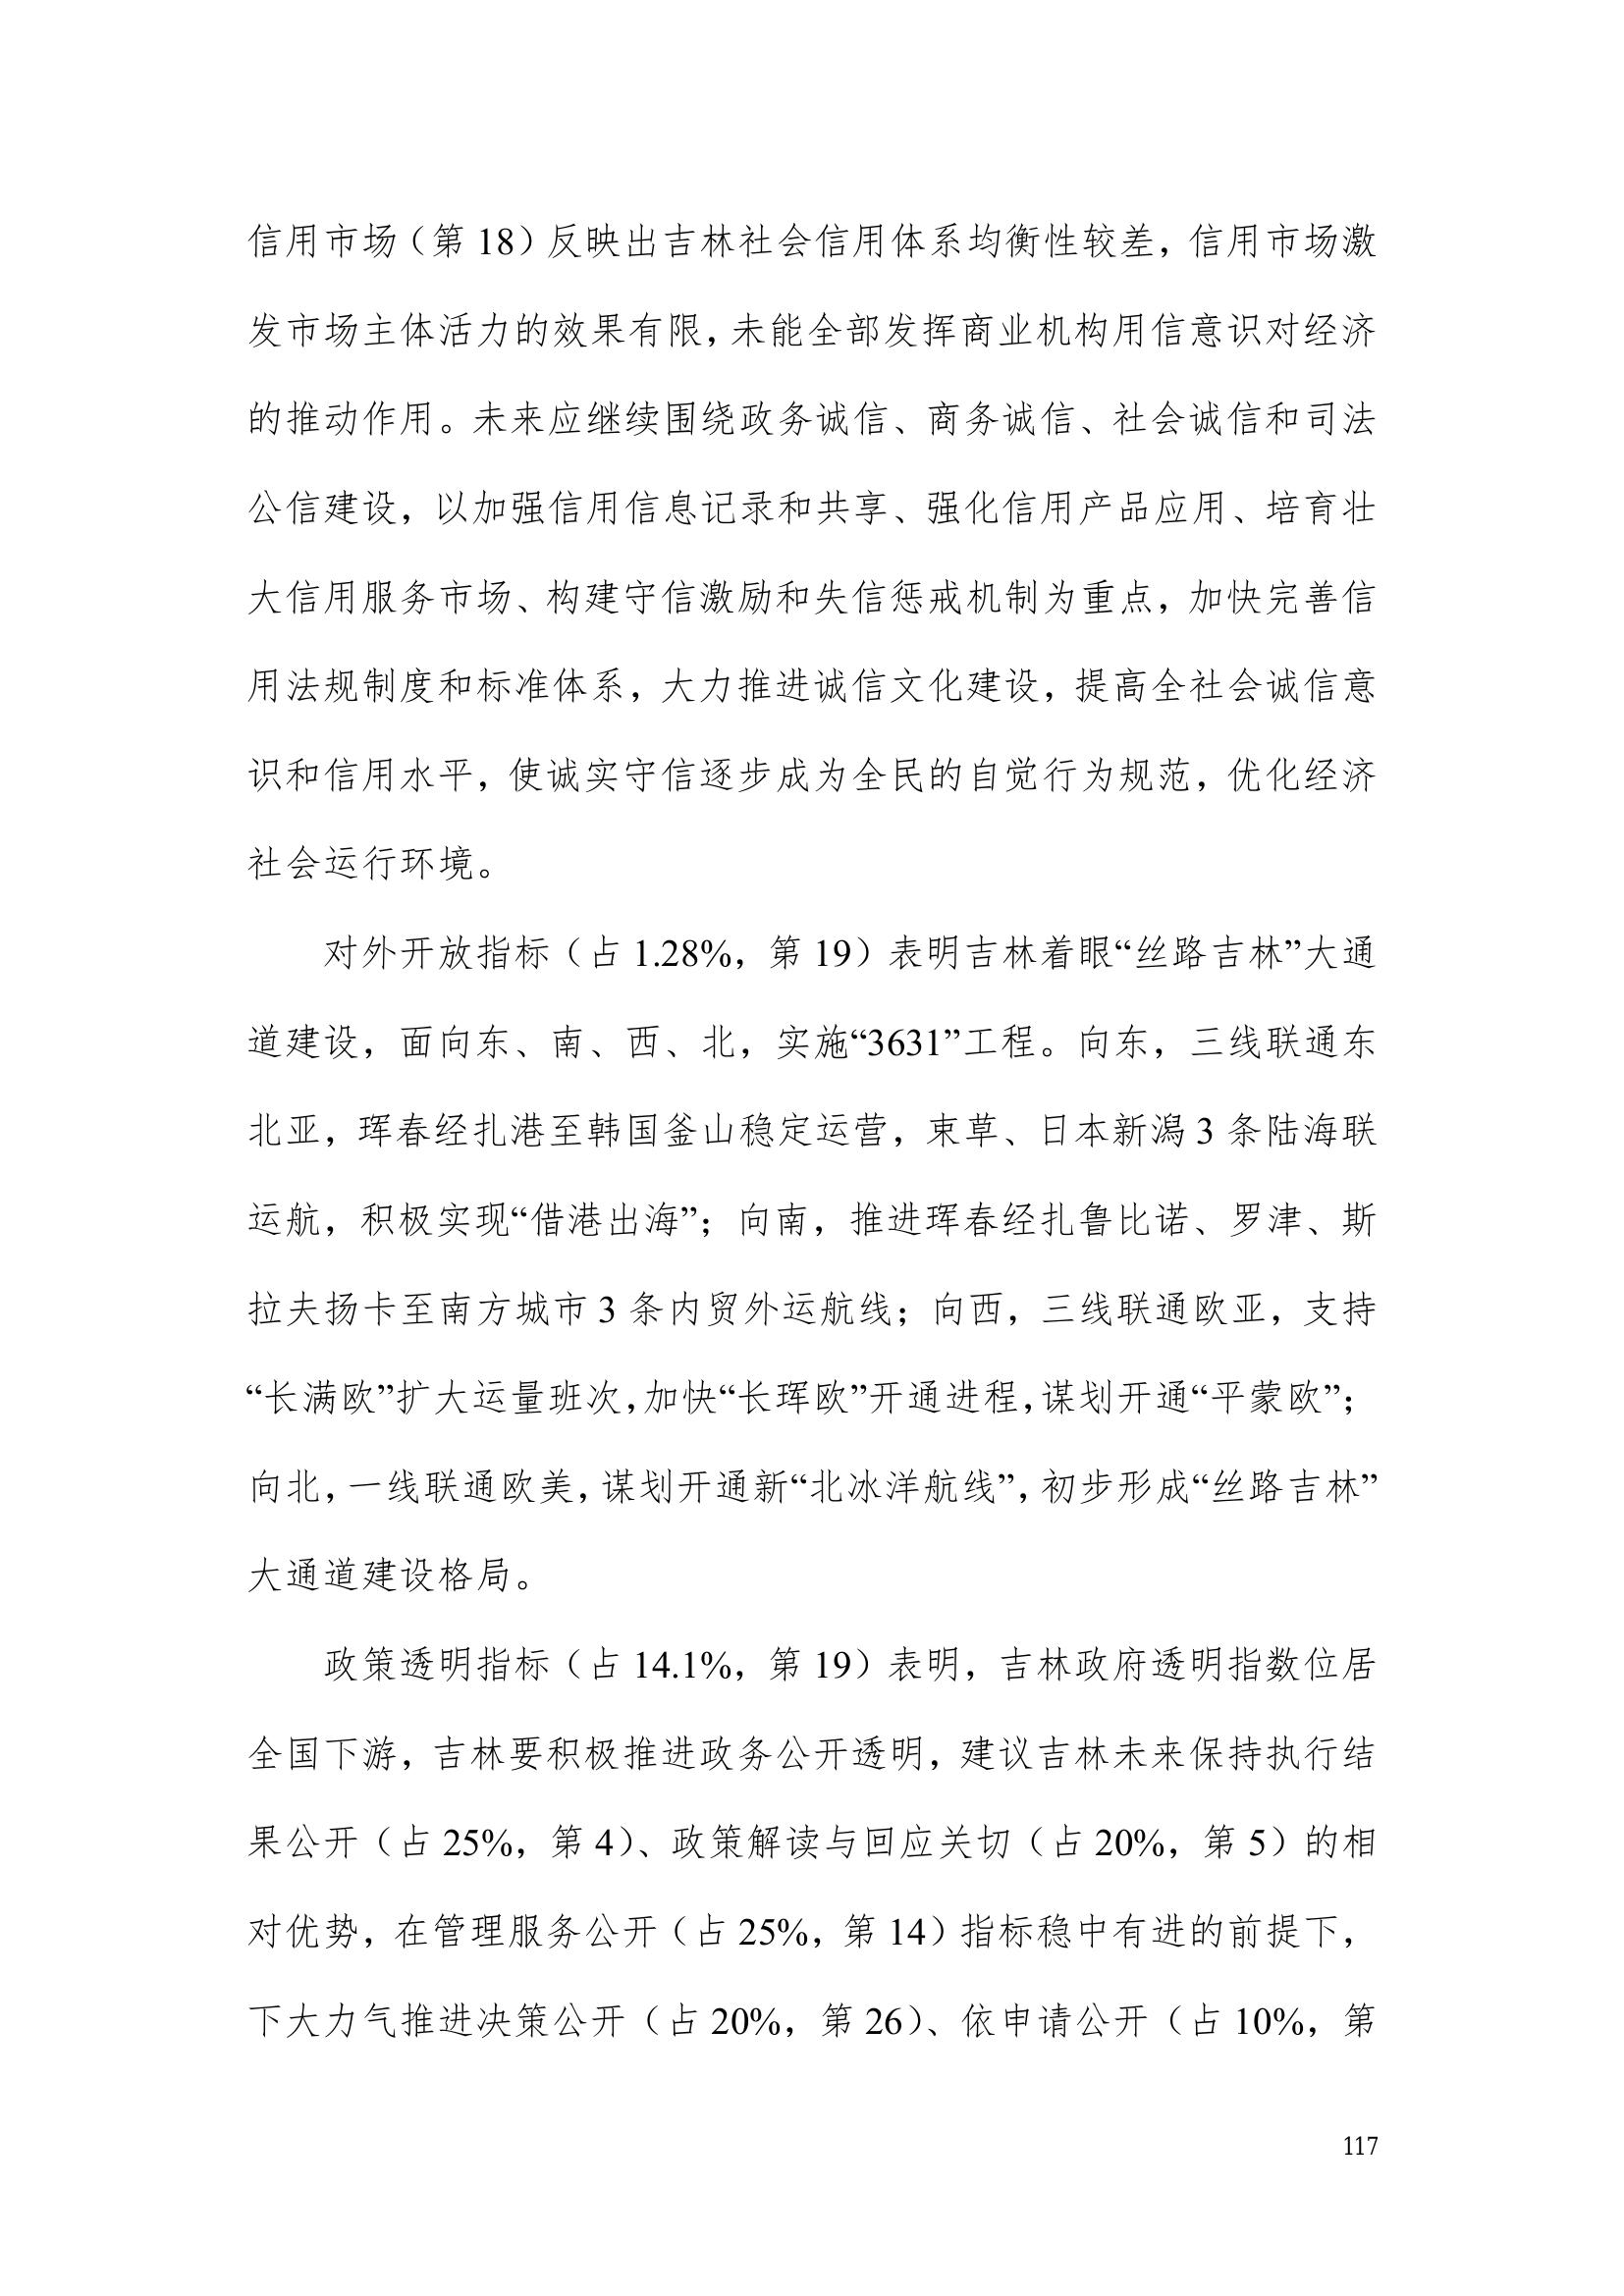 信用市场（第 18）反映出吉林社会信用体系均衡性较差，信用市场激
发市场主体活力的效果有限，未能全部发挥商业机构用信意识对经济
的推动作用。未来应继续围绕政务诚信、商务诚信、社会诚信和司法
公信建设，以加强信用信息记录和共享、强化信用产品应用、培育壮
大信用服务市场、构建守信激励和失信惩戒机制为重点，加快完善信
用法规制度和标准体系，大力推进诚信文化建设，提高全社会诚信意
识和信用水平，使诚实守信逐步成为全民的自觉行为规范，优化经济
社会运行环境。
对外开放指标（占 1.28%，第 19）表明吉林着眼“丝路吉林”大通
道建设，面向东、南、西、北，实施“3631”工程。向东，三线联通东
北亚，珲春经扎港至韩国釜山稳定运营，束草、日本新潟 3 条陆海联
运航，积极实现“借港出海”；向南，推进珲春经扎鲁比诺、罗津、斯
拉夫扬卡至南方城市 3 条内贸外运航线；向西，三线联通欧亚，支持
“长满欧”扩大运量班次，加快“长珲欧”开通进程，谋划开通“平蒙欧”；
向北，一线联通欧美，谋划开通新“北冰洋航线”，初步形成“丝路吉林”
大通道建设格局。
政策透明指标（占 14.1%，第 19）表明，吉林政府透明指数位居
全国下游，吉林要积极推进政务公开透明，建议吉林未来保持执行结
果公开（占 25%，第 4）、政策解读与回应关切（占 20%，第 5）的相
对优势，在管理服务公开（占 25%，第 14）指标稳中有进的前提下，
下大力气推进决策公开（占 20%，第 26）、依申请公开（占 10%，第
117